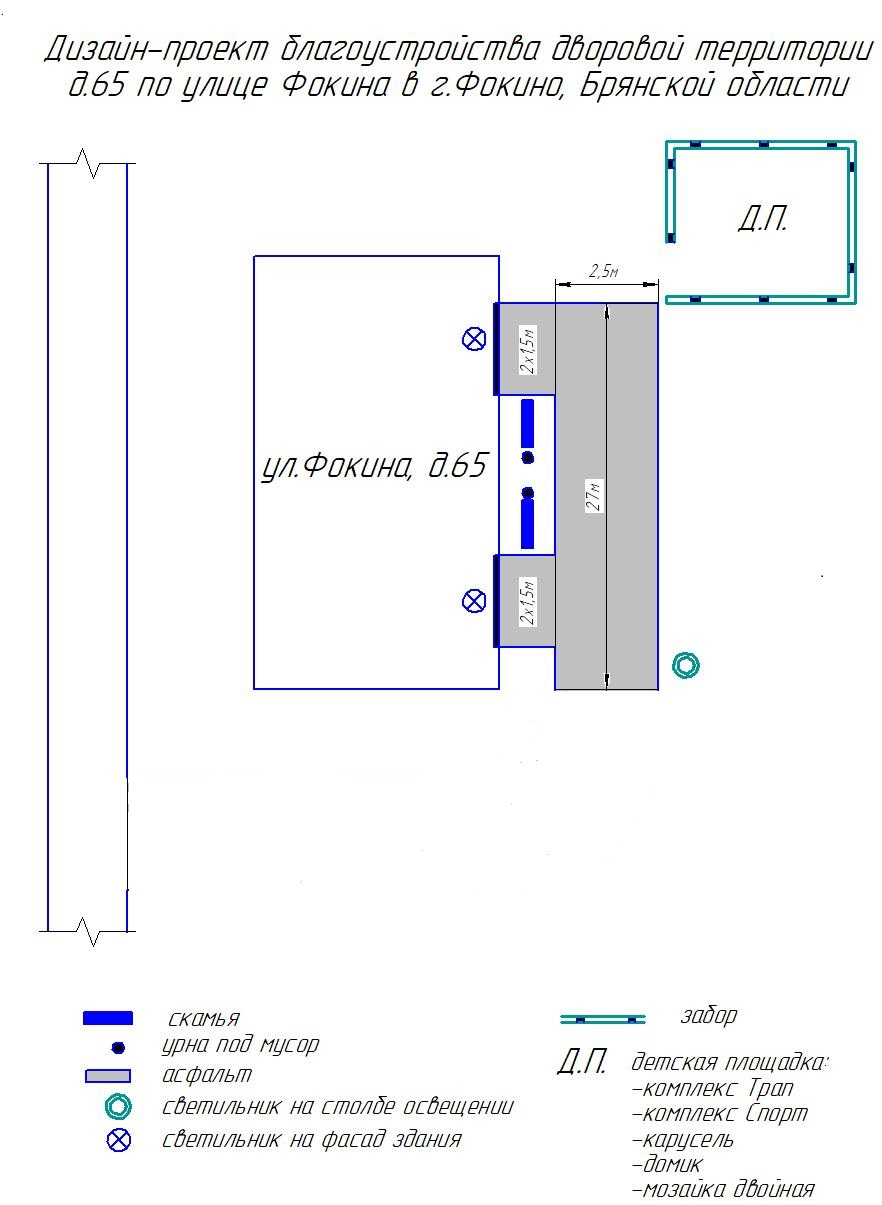 Дизайн-проект благоустройства дворовой территории
д.65 по улице Фокина в г.Фокино, Брянской области
Д.П.
2,5м
2х1,5м
ул.Фокина, д.65
27м
2х1,5м
скамья
урна под мусор
асфальт
светильник на столбе освещении
светильник на фасад здания
забор
Д.П. детская площадка:
-комплекс Трап
-комплекс Спорт
-карусель
-домик
-мозайка двойная